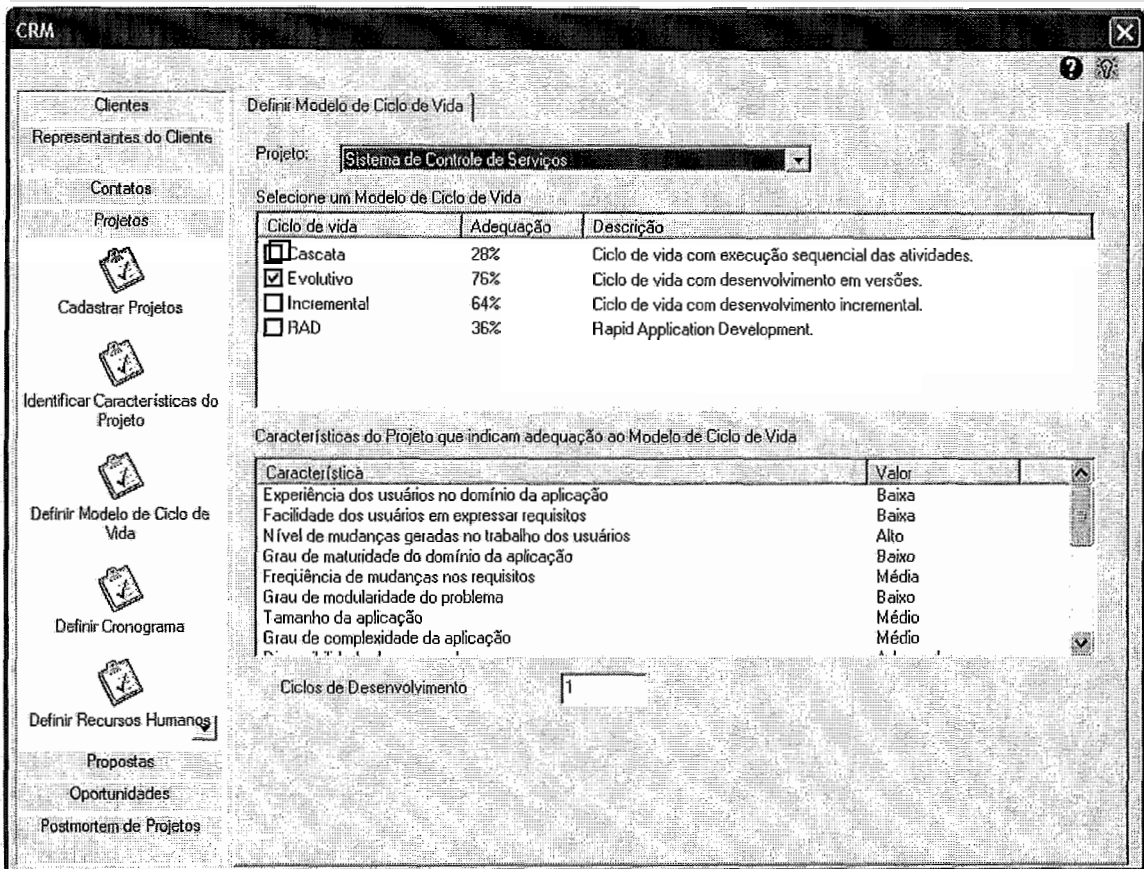 CRM
Clientes
Representantes do Cliente
Contatos
Projetos
Cadastrar Projetos
Identificar Características do
Projeto
Definir Modelo de Ciclo de
Vida
Definir Cronograma
Definir Recursos Humanos
Propostas
Oportunidades
Postmortem de Projetos
Definir Modelo de Ciclo de Vida
Projeto: Sistema de Controle de Serviços
Selecione um Modelo de Ciclo de Vida
Ciclo de vida Adequação Descrição
Cascata 28% Ciclo de vida com execução sequencial das atividades.
Evolutivo 76% Ciclo de vida com desenvolvimento em versões.
Incremental 64% Ciclo de vida com desenvolvimento incremental.
RAD 36% Rapid Application Development.
Características do Projeto que indicam adequação ao Modelo de Ciclo de Vida
Característica Valor
Experiência dos usuários no domínio da aplicação Baixa
Facilidade dos usuários em expressar requisitos Baixa
Nível de mudanças geradas no trabalho dos usuários Alto
Grau de maturidade do domínio da aplicação Baixo
Freqüência de mudanças nos requisitos Média
Grau de modularidade do problema Baixo
Tamanho da aplicação Médio
Grau de complexidade da aplicação Médio
Ciclos de Desenvolvimento 1